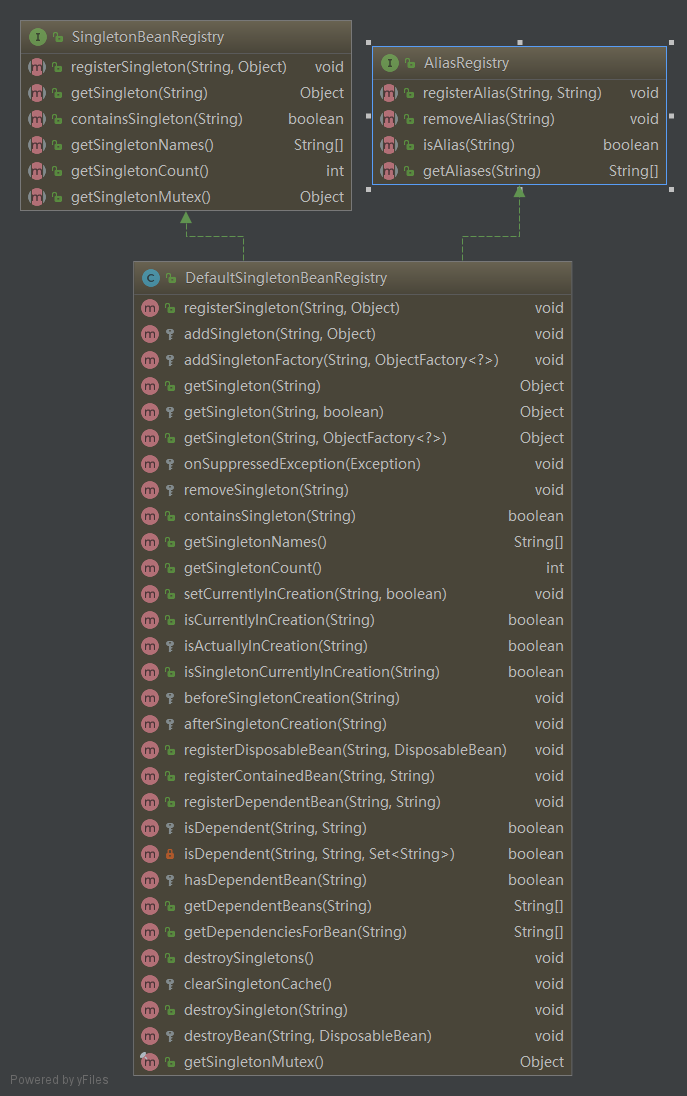 SingletonBeanRegistry
registerSingleton(String, Object) void
getSingleton(String) Object
containsSingleton(String) boolean
getSingletonNames() String[]
getSingletonCount() int
getSingletonMutex() Object
AliasRegistry
registerAlias(String, String) void
removeAlias(String) void
isAlias(String) boolean
getAliases(String) String[]
DefaultSingletonBeanRegistry
registerSingleton(String, Object) void
addSingleton(String, Object) void
addSingletonFactory(String, ObjectFactory<?>) void
getSingleton(String) Object
getSingleton(String, boolean) Object
getSingleton(String, ObjectFactory<?>) Object
onSuppressedException(Exception) void
removeSingleton(String) void
containsSingleton(String) boolean
getSingletonNames() String[]
getSingletonCount() int
setCurrentlyInCreation(String, boolean) void
isCurrentlyInCreation(String) boolean
isActuallyInCreation(String) boolean
isSingletonCurrentlyInCreation(String) boolean
beforeSingletonCreation(String) void
afterSingletonCreation(String) void
registerDisposableBean(String, DisposableBean) void
registerContainedBean(String, String) void
registerDependentBean(String, String) void
isDependent(String, String) boolean
isDependent(String, String, Set<String>) boolean
hasDependentBean(String) boolean
getDependentBeans(String) String[]
getDependenciesForBean(String) String[]
destroySingletons() void
clearSingletonCache() void
destroySingleton(String) void
destroyBean(String, DisposableBean) void
getSingletonMutex() Object
Powered by yFiles